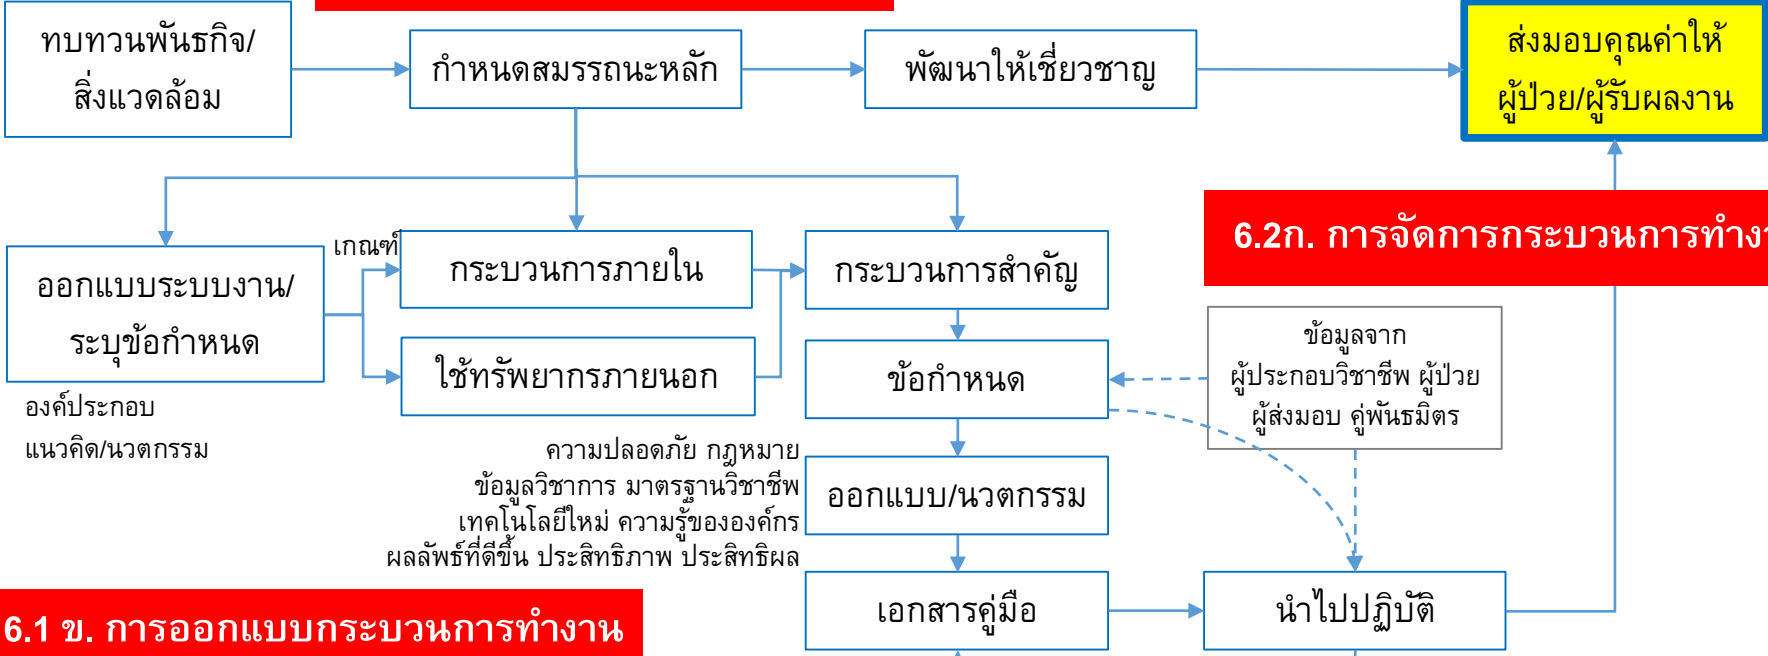 ทบทวนพันธกิจ/
สิ่งแวดล้อม
กำหนดสมรรถนะหลัก
พัฒนาให้เชี่ยวชาญ
ส่งมอบคุณค่าให้
ผู้ป่วย/ผู้รับผลงาน
6.2ก. การจัดการกระบวนการทำงา
ออกแบบระบบงาน/
ระบุข้อกำหนด
เกณฑ์
กระบวนการภายใน
กระบวนการสำคัญ
ใช้ทรัพยากรภายนอก
ข้อกำหนด
ข้อมูลจาก
ผู้ประกอบวิชาชีพ ผู้ป่วย
ผู้ส่งมอบ คู่พันธมิตร
องค์ประกอบ
แนวคิด/นวตกรรม
ความปลอดภัย กฎหมาย
ข้อมูลวิชาการ มาตรฐานวิชาชีพ
เทคโนโลยีใหม่ ความรู้ขององค์กร
ผลลัพธ์ที่ดีขึ้น ประสิทธิภาพ ประสิทธิผล
ออกแบบ/นวตกรรม
เอกสารคู่มือ
นำไปปฏิบัติ
6.1 ข. การออกแบบกระบวนการทำงาน